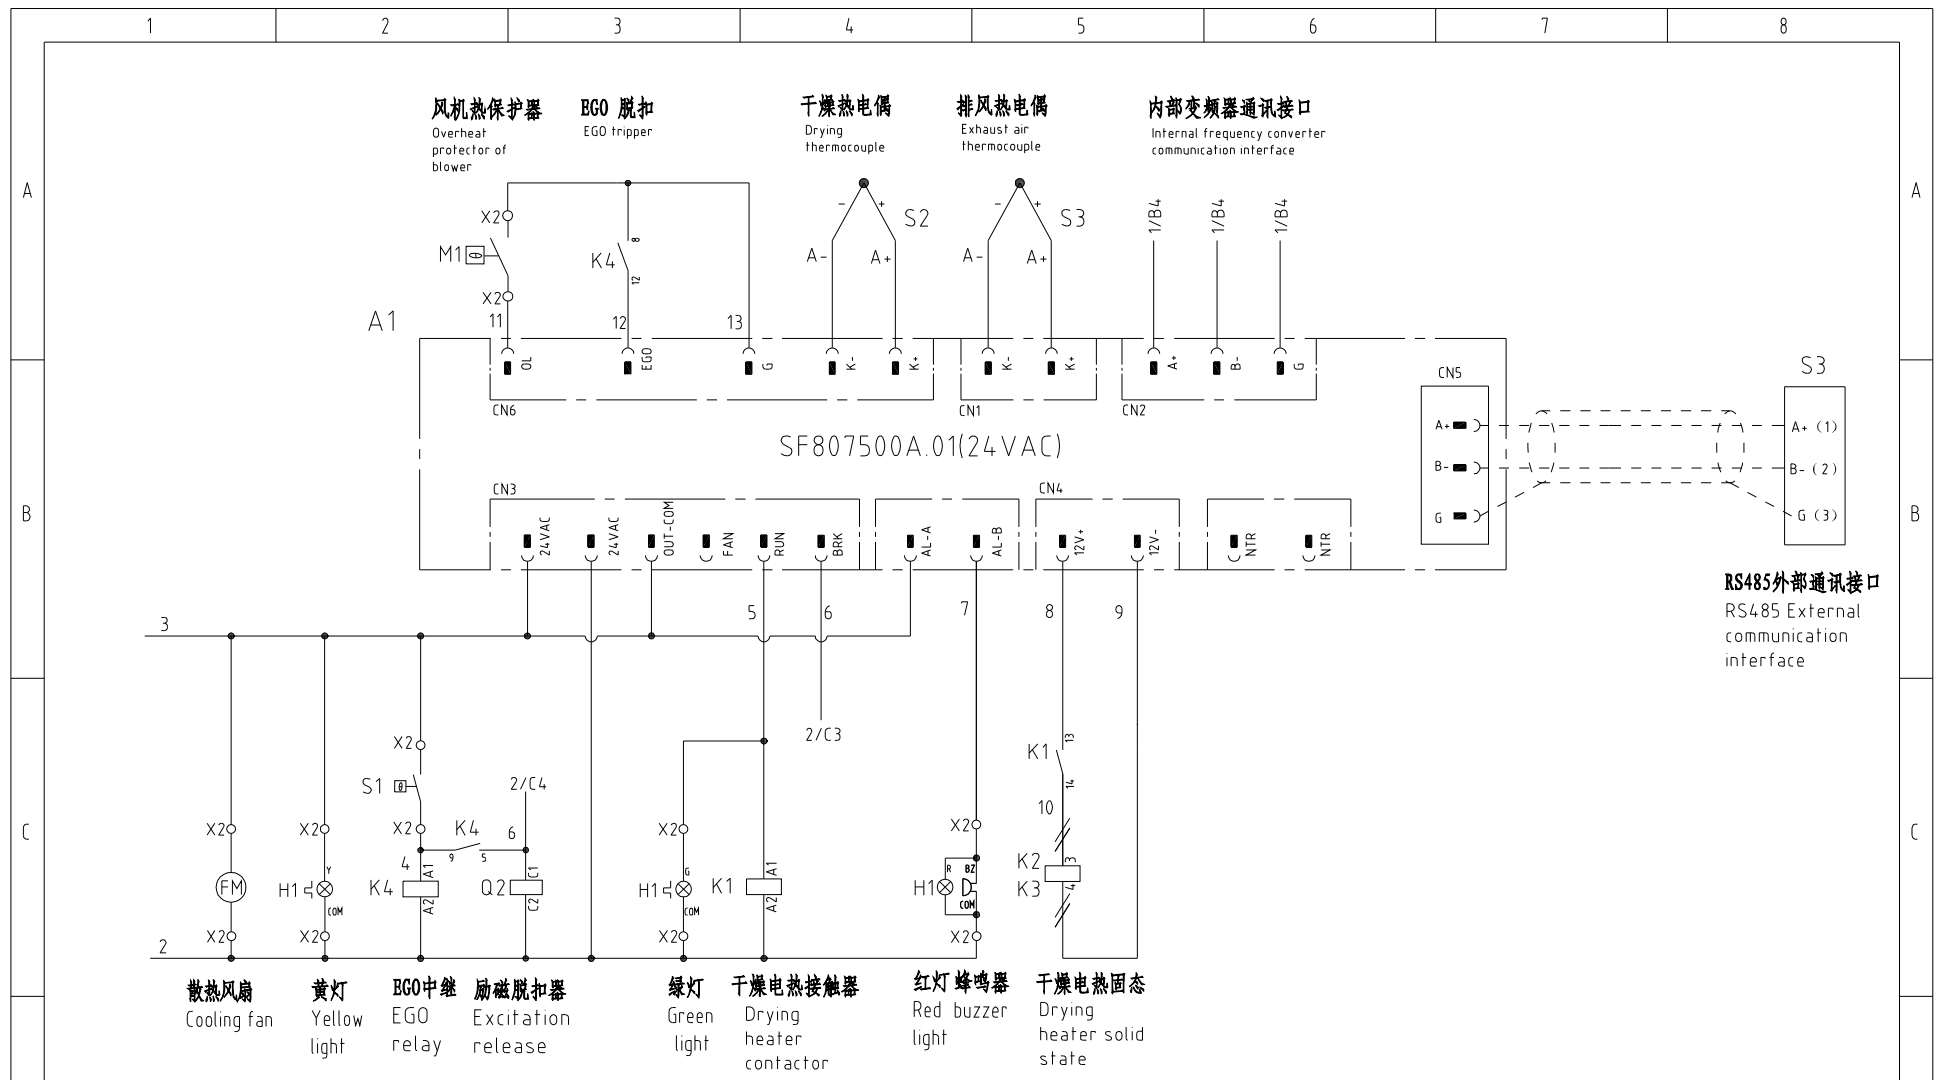 1 2 3 4 5 6 7 8
风机热保护器
Overheat
protector of
blower
EGO 脱扣
EGO tripper
干燥热电偶
Drying
thermocouple
排风热电偶
Exhaust air
thermocouple
内部变频器通讯接口
Internal frequency converter
communication interface
A
A
X2
M1
θ
X2
K4
8
12
-
+
S2
A-
A+
-
+
S3
A-
A+
1/B4
1/B4
1/B4
A1
11
12
13
OL
EGO
G
K-
K+
K-
K+
A+
B-
G
CN6
CN1
CN2
CN5
A+
B-
G
S3
A+ (1)
B- (2)
G (3)
SF807500A.01(24VAC)
B
B
CN3
CN4
24VAC
24VAC
OUT-COM
FAN
RUN
BRK
AL-A
AL-B
12V+
12V-
NTR
NTR
RS485外部通讯接口
RS485 External
communication
interface
3
5
6
7
8
9
2/C3
C
C
X2
S1
θ
X2
K4
9
5
2/C4
6
4
X2
FM
X2
X2
Y
H1
COM
X2
K4
A1
A2
Q2
C1
C2
X2
G
H1
COM
X2
K1
A1
A2
X2
R
BZ
H1
COM
X2
K1
13
14
10
K2
K3
3
4
2
散热风扇
Cooling fan
黄灯
Yellow
light
EGO中继
EGO
relay
励磁脱扣器
Excitation
release
绿灯
Green
light
干燥电热接触器
Drying
heater
contactor
红灯 蜂鸣器
Red buzzer
light
干燥电热固态
Drying
heater solid
state